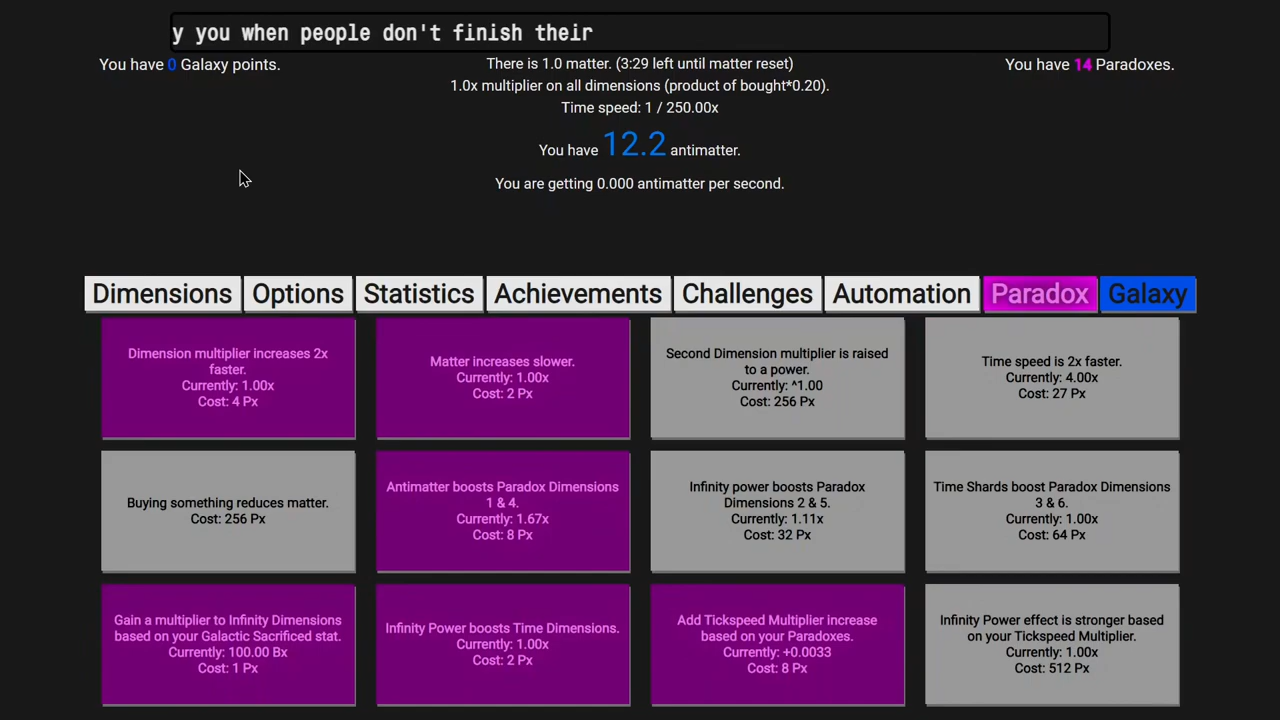 y you when people don't finish their
You have 0 Galaxy points.
There is 1.0 matter. (3:29 left until matter reset)
You have 14 Paradoxes.
1.0x multiplier on all dimensions (product of bought*0.20).
Time speed: 1 / 250.00x
You have 12.2 antimatter.
You are getting 0.000 antimatter per second.
Dimensions
Options
Statistics
Achievements
Challenges
Automation
Paradox
Galaxy
Dimension multiplier increases 2x
faster.
Currently: 1.00x
Cost: 4 Px
Matter increases slower.
Currently: 1.00x
Cost: 2 Px
Second Dimension multiplier is raised
to a power.
Currently: ^1.00
Cost: 256 Px
Time speed is 2x faster.
Currently: 4.00x
Cost: 27 Px
Buying something reduces matter.
Cost: 256 Px
Antimatter boosts Paradox Dimensions
1 & 4.
Currently: 1.67x
Cost: 8 Px
Infinity power boosts Paradox
Dimensions 2 & 5.
Currently: 1.11x
Cost: 32 Px
Time Shards boost Paradox Dimensions
3 & 6.
Currently: 1.00x
Cost: 64 Px
Gain a multiplier to Infinity Dimensions
based on your Galactic Sacrificed stat.
Currently: 100.00 Bx
Cost: 1 Px
Infinity Power boosts Time Dimensions.
Currently: 1.00x
Cost: 2 Px
Add Tickspeed Multiplier increase
based on your Paradoxes.
Currently: +0.0033
Cost: 8 Px
Infinity Power effect is stronger based
on your Tickspeed Multiplier.
Currently: 1.00x
Cost: 512 Px